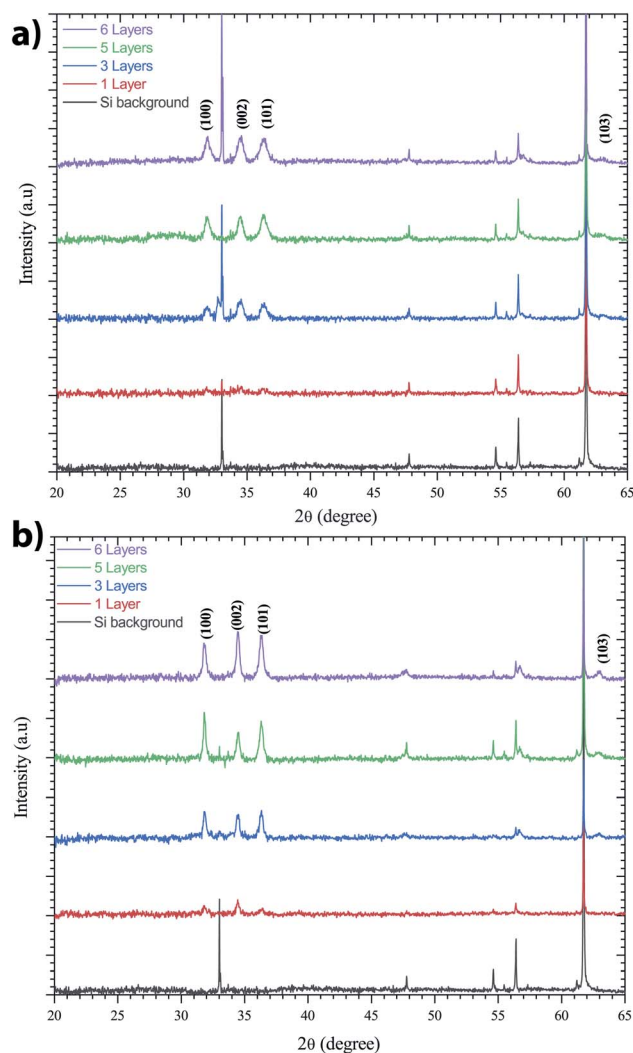 a)
6 Layers
5 Layers
3 Layers
1 Layer
Si background
(100)
(002)
(101)
(103)
Intensity (a.u)
20 25 30 35 40 45 50 55 60 65
2θ (degree)
b)
6 Layers
5 Layers
3 Layers
1 Layer
Si background
(100)
(002)
(101)
(103)
Intensity (a.u)
20 25 30 35 40 45 50 55 60 65
2θ (degree)